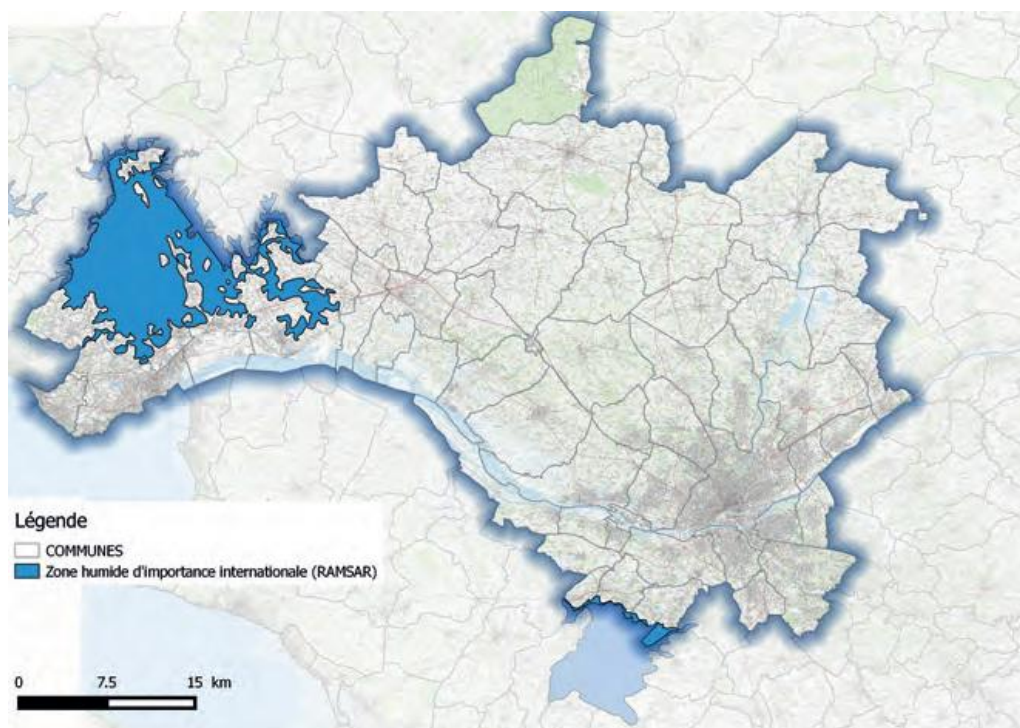 Légende
COMMUNES
Zone humide d'importance internationale (RAMSAR)
0 7.5 15 km